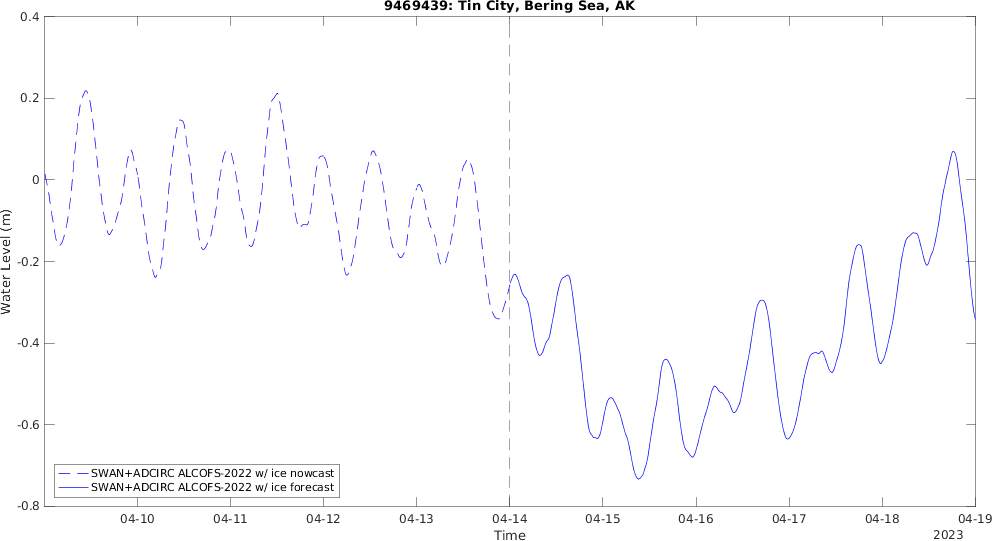 9469439: Tin City, Bering Sea, AK
0.4
0.2
0
-0.2
-0.4
-0.6
-0.8
Water Level (m)
SWAN+ADCIRC ALCOFS-2022 w/ ice nowcast
SWAN+ADCIRC ALCOFS-2022 w/ ice forecast
04-10 04-11 04-12 04-13 04-14 04-15 04-16 04-17 04-18 04-19
Time
2023